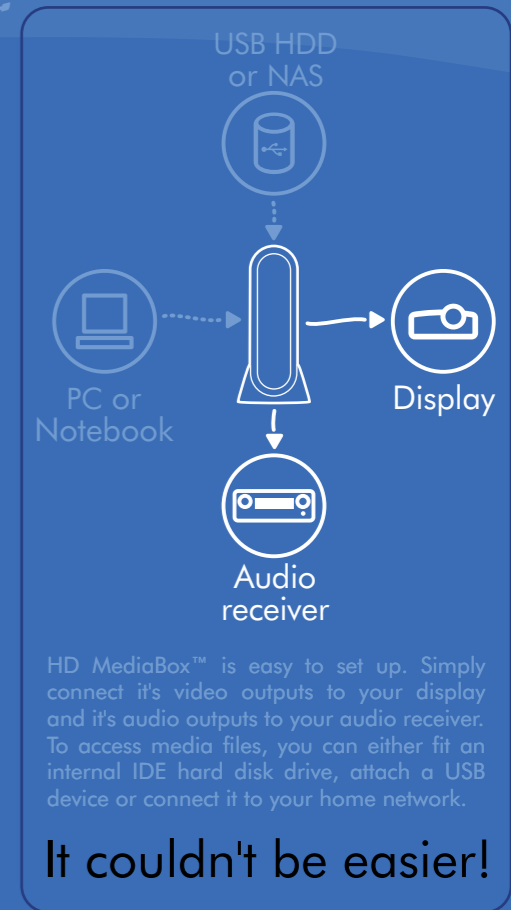 USB HDD
or NAS
PC or
Notebook
Display
Audio
receiver
HD MediaBox™ is easy to set up. Simply
connect it's video outputs to your display
and it's audio outputs to your audio receiver.
To access media files, you can either fit an
internal IDE hard disk drive, attach a USB
device or connect it to your home network.
It couldn't be easier!